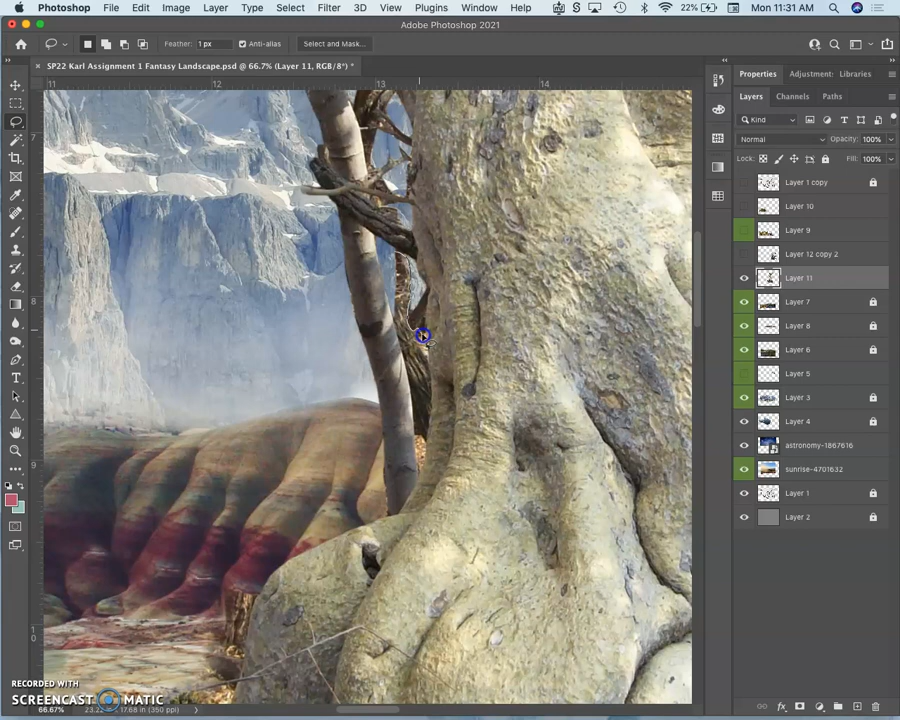 Photoshop File Edit Image Layer Type Select Filter 3D View Plugins Window Help 22% Mon 11:31 AM
Adobe Photoshop 2021
Feather: 1 px Anti-alias Select and Mask...
SP22 Karl Assignment 1 Fantasy Landscape.psd @ 66.7% (Layer 11, RGB/8*) *
Properties Adjustment: Libraries
Layers Channels Paths
Kind
Normal Opacity: 100%
Lock: Fill: 100%
Layer 1 copy
Layer 10
Layer 9
Layer 12 copy 2
Layer 11
Layer 7
Layer 8
Layer 6
Layer 5
Layer 3
Layer 4
astronomy-1867616
sunrise-4701632
Layer 1
Layer 2
11 12 13 14
7
8
9
1
0
RECORDED WITH
SCREENCAST MATIC
66.67%